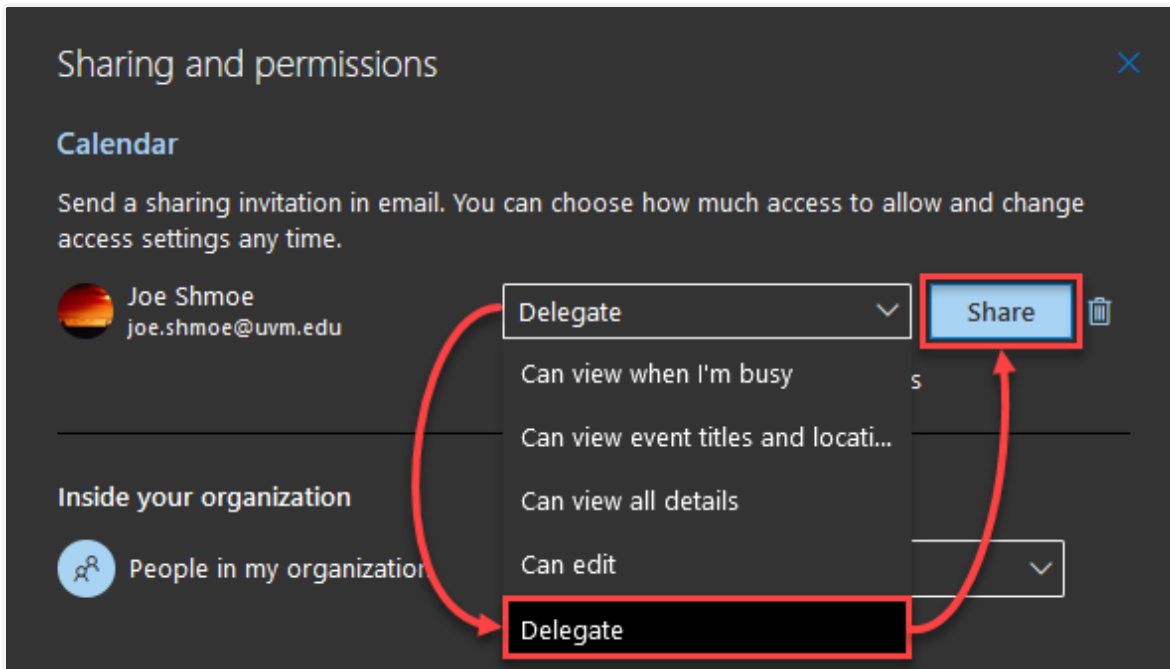 Sharing and permissions
Calendar
Send a sharing invitation in email. You can choose how much access to allow and change
access settings any time.
Joe Shmoe
joe.shmoe@uvm.edu
Delegate
Share
Can view when I'm busy
s
Can view event titles and locati...
Inside your organization
Can view all details
People in my organization
Can edit
Delegate